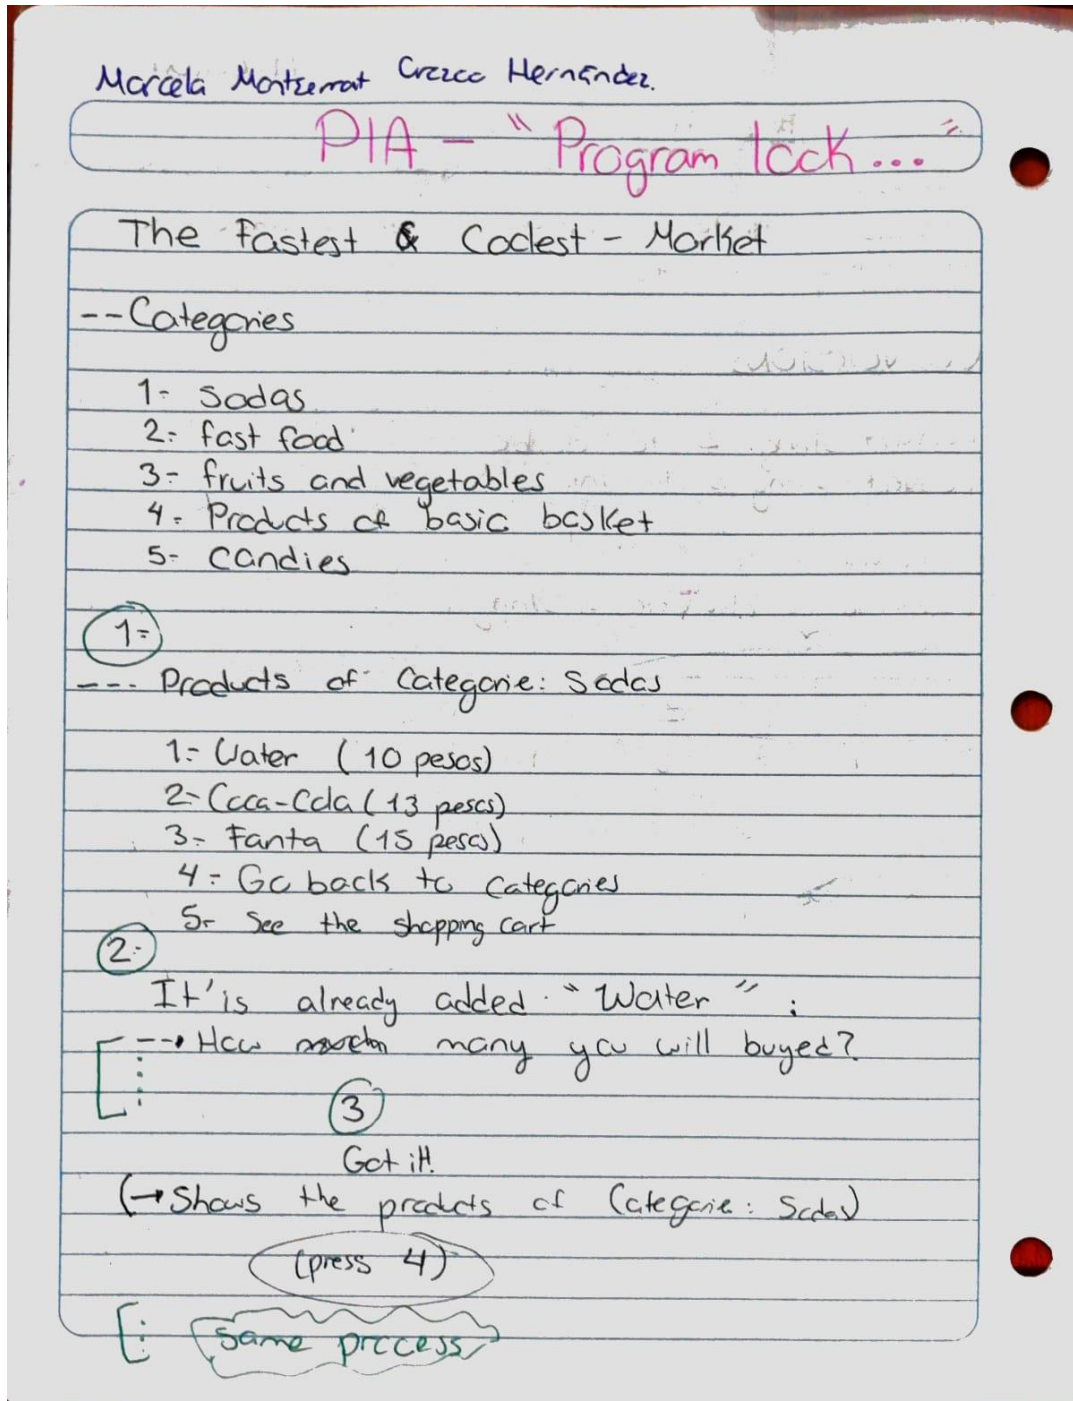 Marcela Montserrat Hernández.
PIA - "Program look..."
The Fastest & Coolest - Market
--Categories
1- Sodas
2- fast food
3- fruits and vegetables
4- Products of basic basket
5- Candies
1-
--- Products of Categorie: Sodas
1- Water (10 pesos)
2- Coca-Cola (13 pesos)
3- Fanta (15 pesos)
4- Go back to categories
5- See the shopping cart
2-
It'is already added "Water" :
--→ How many you will buyed?
3
Got it!!
(→ Shows the products of Categorie: Sodas)
(press 4)
[: same process